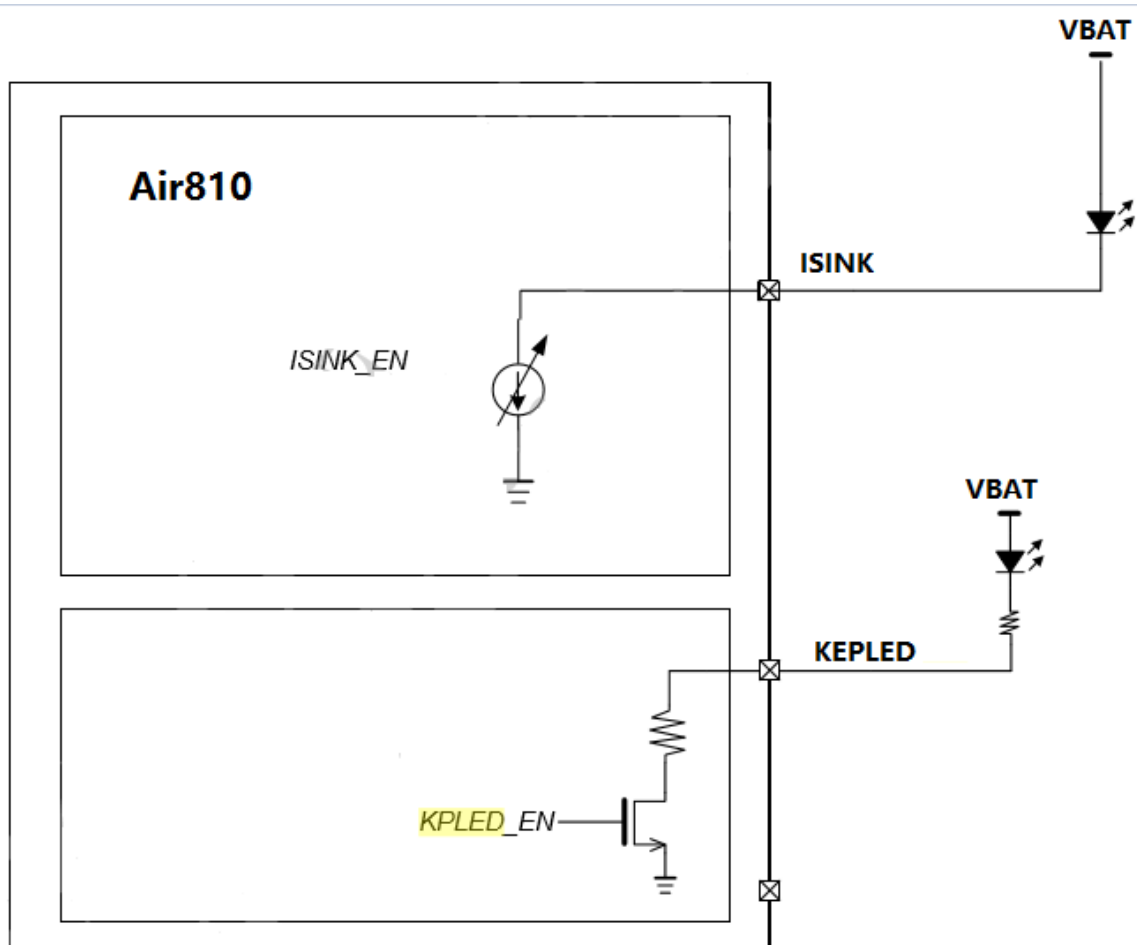 VBAT
Air810
ISINK
ISINK_EN
VBAT
KEPLED
KPLED_EN